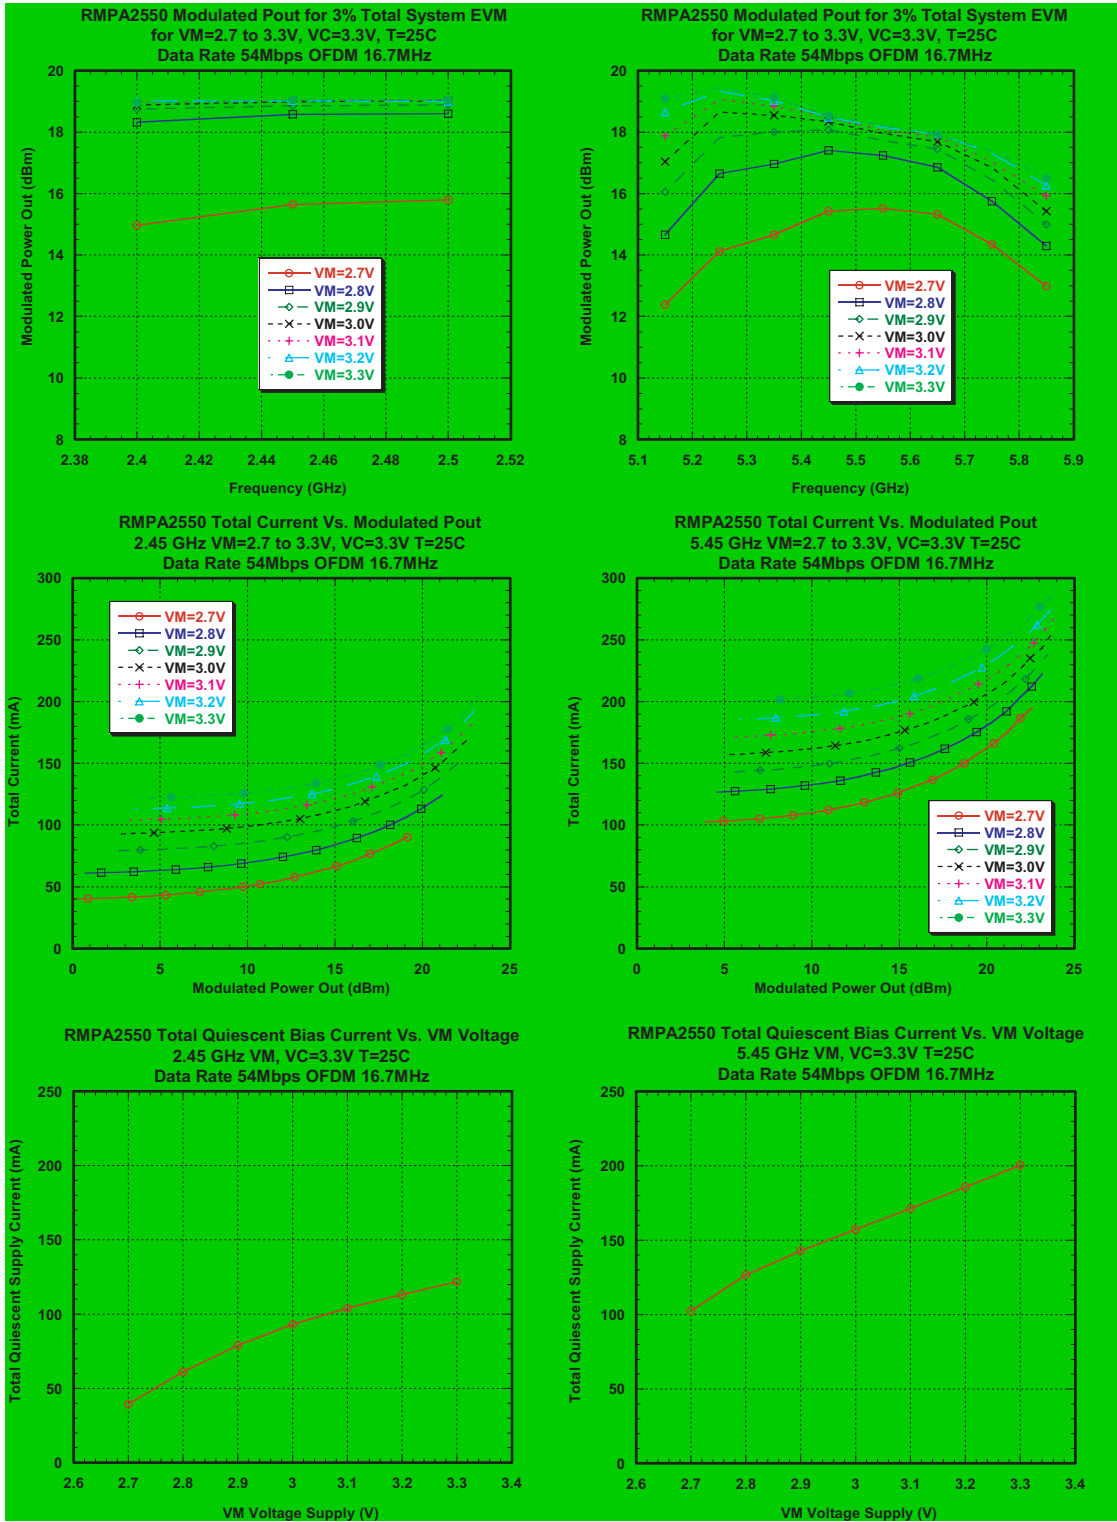 RMPA2550 Modulated Pout for 3% Total System EVM
for VM=2.7 to 3.3V, VC=3.3V, T=25C
Data Rate 54Mbps OFDM 16.7MHz
20
18
16
14
12
10
8
Modulated Power Out (dBm)
VM=2.7V
VM=2.8V
VM=2.9V
VM=3.0V
VM=3.1V
VM=3.2V
VM=3.3V
2.38 2.4 2.42 2.44 2.46 2.48 2.5 2.52
Frequency (GHz)
RMPA2550 Modulated Pout for 3% Total System EVM
for VM=2.7 to 3.3V, VC=3.3V, T=25C
Data Rate 54Mbps OFDM 16.7MHz
20
18
16
14
12
10
8
Modulated Power Out (dBm)
VM=2.7V
VM=2.8V
VM=2.9V
VM=3.0V
VM=3.1V
VM=3.2V
VM=3.3V
5.1 5.2 5.3 5.4 5.5 5.6 5.7 5.8 5.9
Frequency (GHz)
RMPA2550 Total Current Vs. Modulated Pout
2.45 GHz VM=2.7 to 3.3V, VC=3.3V T=25C
Data Rate 54Mbps OFDM 16.7MHz
300
250
200
150
100
50
0
Total Current (mA)
VM=2.7V
VM=2.8V
VM=2.9V
VM=3.0V
VM=3.1V
VM=3.2V
VM=3.3V
0 5 10 15 20 25
Modulated Power Out (dBm)
RMPA2550 Total Current Vs. Modulated Pout
5.45 GHz VM=2.7 to 3.3V, VC=3.3V T=25C
Data Rate 54Mbps OFDM 16.7MHz
300
250
200
150
100
50
0
Total Current (mA)
VM=2.7V
VM=2.8V
VM=2.9V
VM=3.0V
VM=3.1V
VM=3.2V
VM=3.3V
0 5 10 15 20 25
Modulated Power Out (dBm)
RMPA2550 Total Quiescent Bias Current Vs. VM Voltage
2.45 GHz VM, VC=3.3V T=25C
Data Rate 54Mbps OFDM 16.7MHz
250
200
150
100
50
0
Total Quiescent Supply Current (mA)
2.6 2.7 2.8 2.9 3 3.1 3.2 3.3 3.4
VM Voltage Supply (V)
RMPA2550 Total Quiescent Bias Current Vs. VM Voltage
5.45 GHz VM, VC=3.3V T=25C
Data Rate 54Mbps OFDM 16.7MHz
250
200
150
100
50
0
Total Quiescent Supply Current (mA)
2.6 2.7 2.8 2.9 3 3.1 3.2 3.3 3.4
VM Voltage Supply (V)